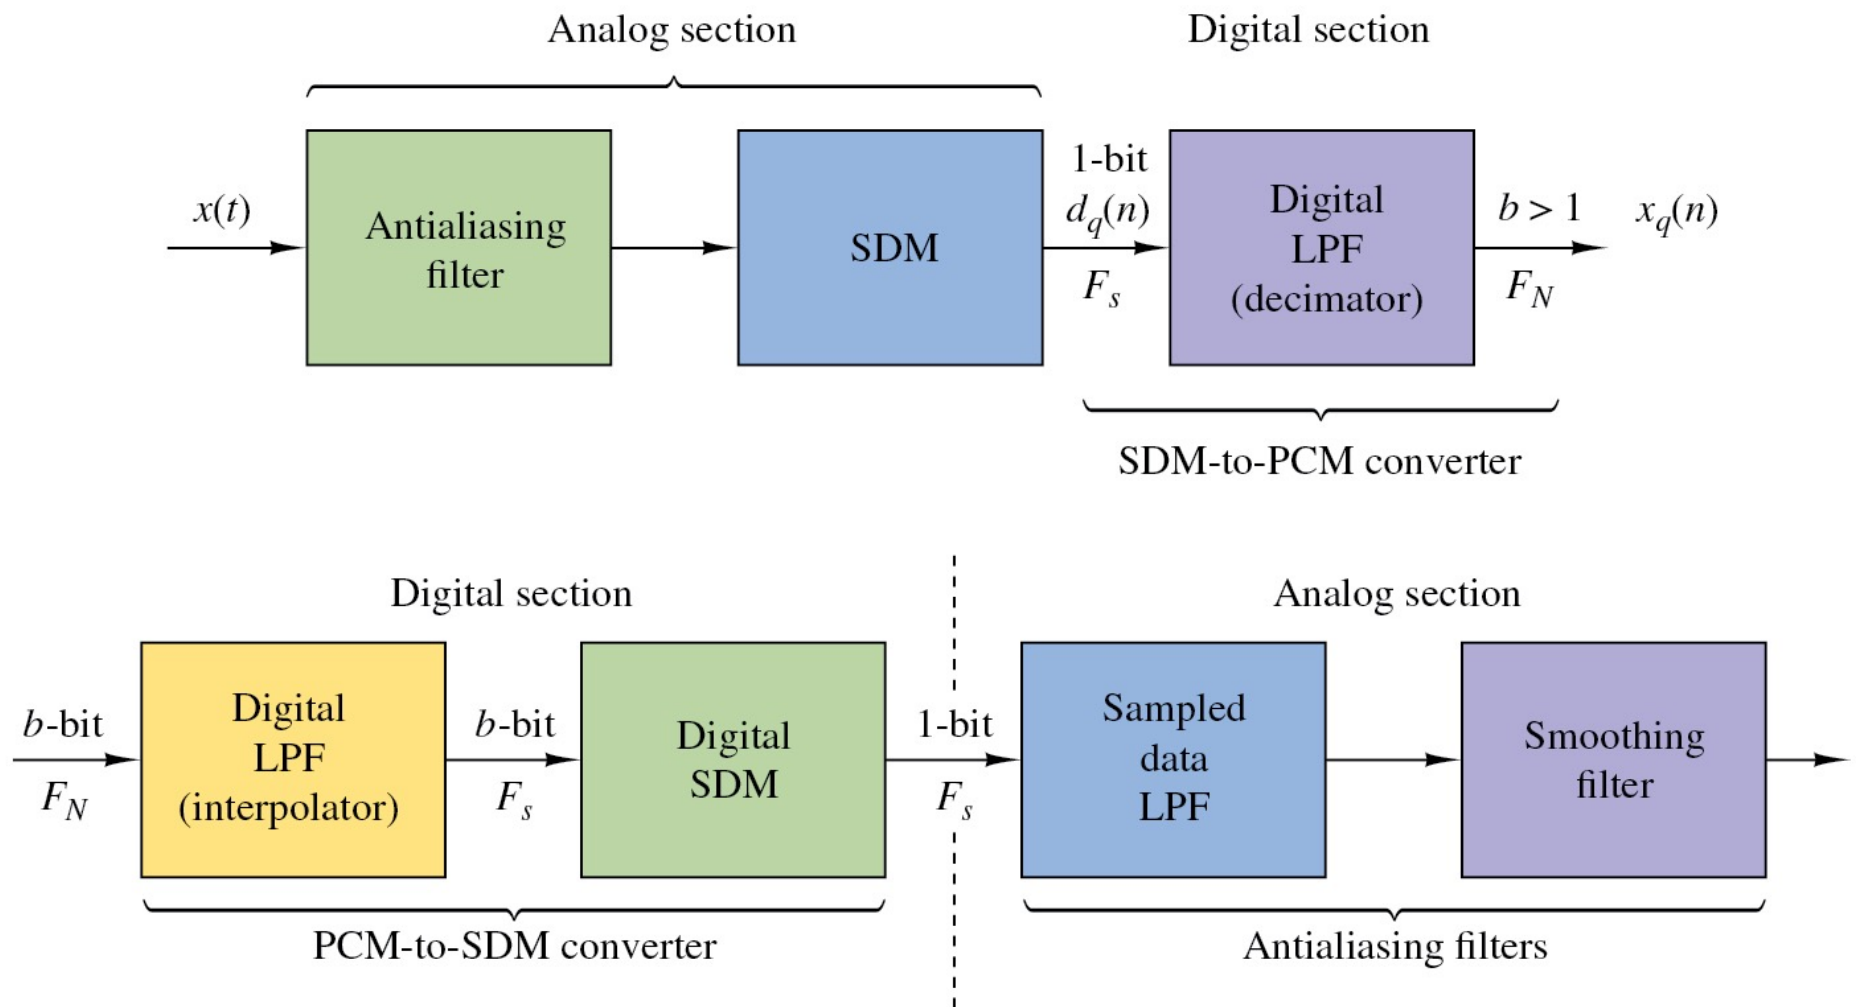 Analog section
Digital section
x(t)
Antialiasing
filter
SDM
1-bit
d_q(n)
F_s
Digital
LPF
(decimator)
b > 1
F_N
x_q(n)
SDM-to-PCM converter
Digital section
Analog section
b-bit
F_N
Digital
LPF
(interpolator)
b-bit
F_s
Digital
SDM
1-bit
F_s
Sampled
data
LPF
Smoothing
filter
PCM-to-SDM converter
Antialiasing filters